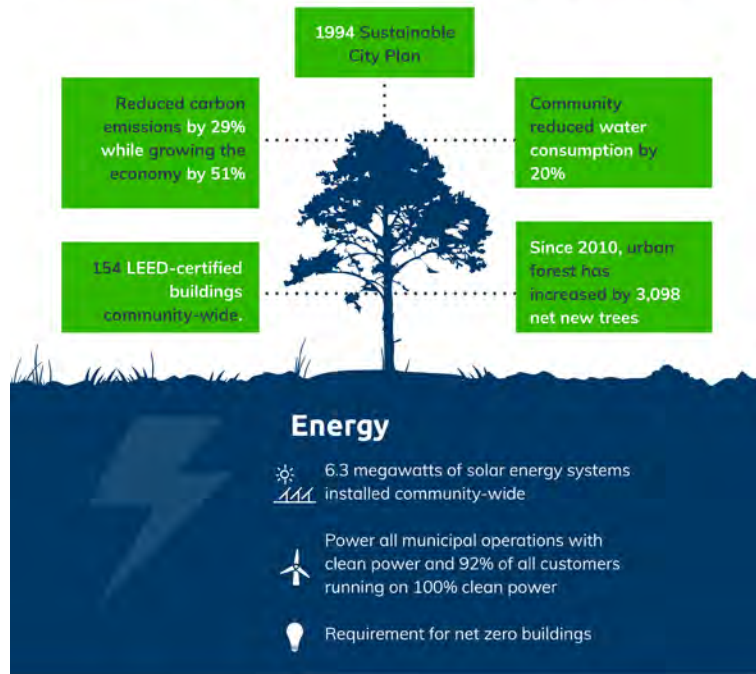 1994 Sustainable
City Plan
Reduced carbon
emissions by 29%
while growing the
economy by 51%
Community
reduced water
consumption by
20%
154 LEED-certified
buildings
community-wide.
Since 2010, urban
forest has
increased by 3,098
net new trees
Energy
6.3 megawatts of solar energy systems
installed community-wide
Power all municipal operations with
clean power and 92% of all customers
running on 100% clean power
Requirement for net zero buildings